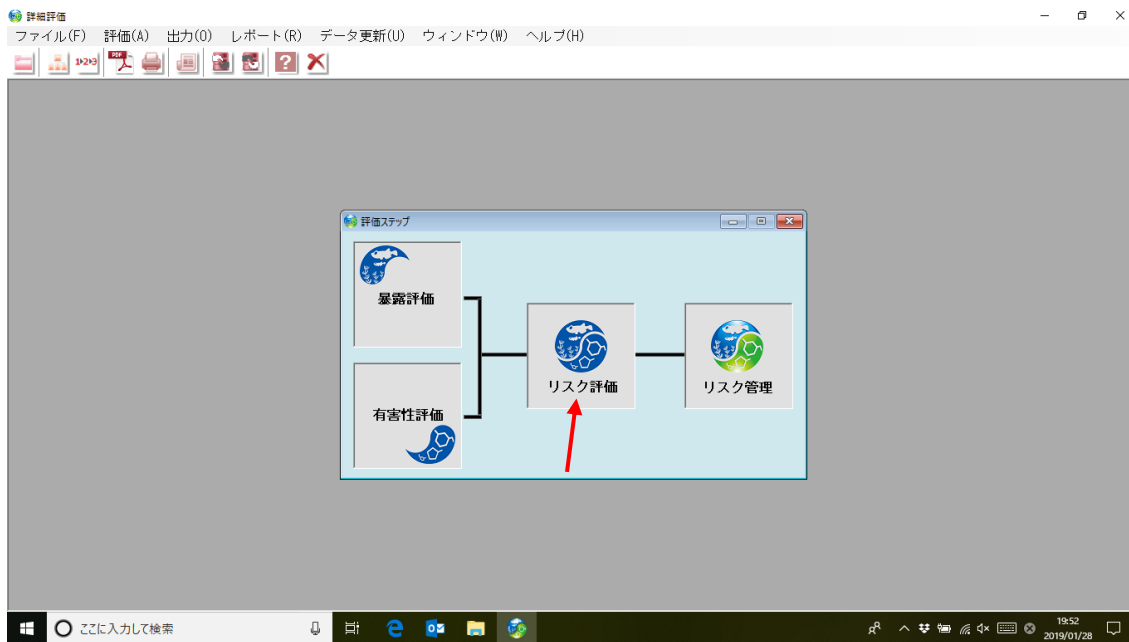 詳細評価
ファイル(F) 評価(A) 出力(O) レポート(R) データ更新(U) ウィンドウ(W) ヘルプ(H)
1▶2▶3
PDF
?
評価ステップ
暴露評価
有害性評価
リスク評価
リスク管理
ここに入力して検索
19:52
2019/01/28